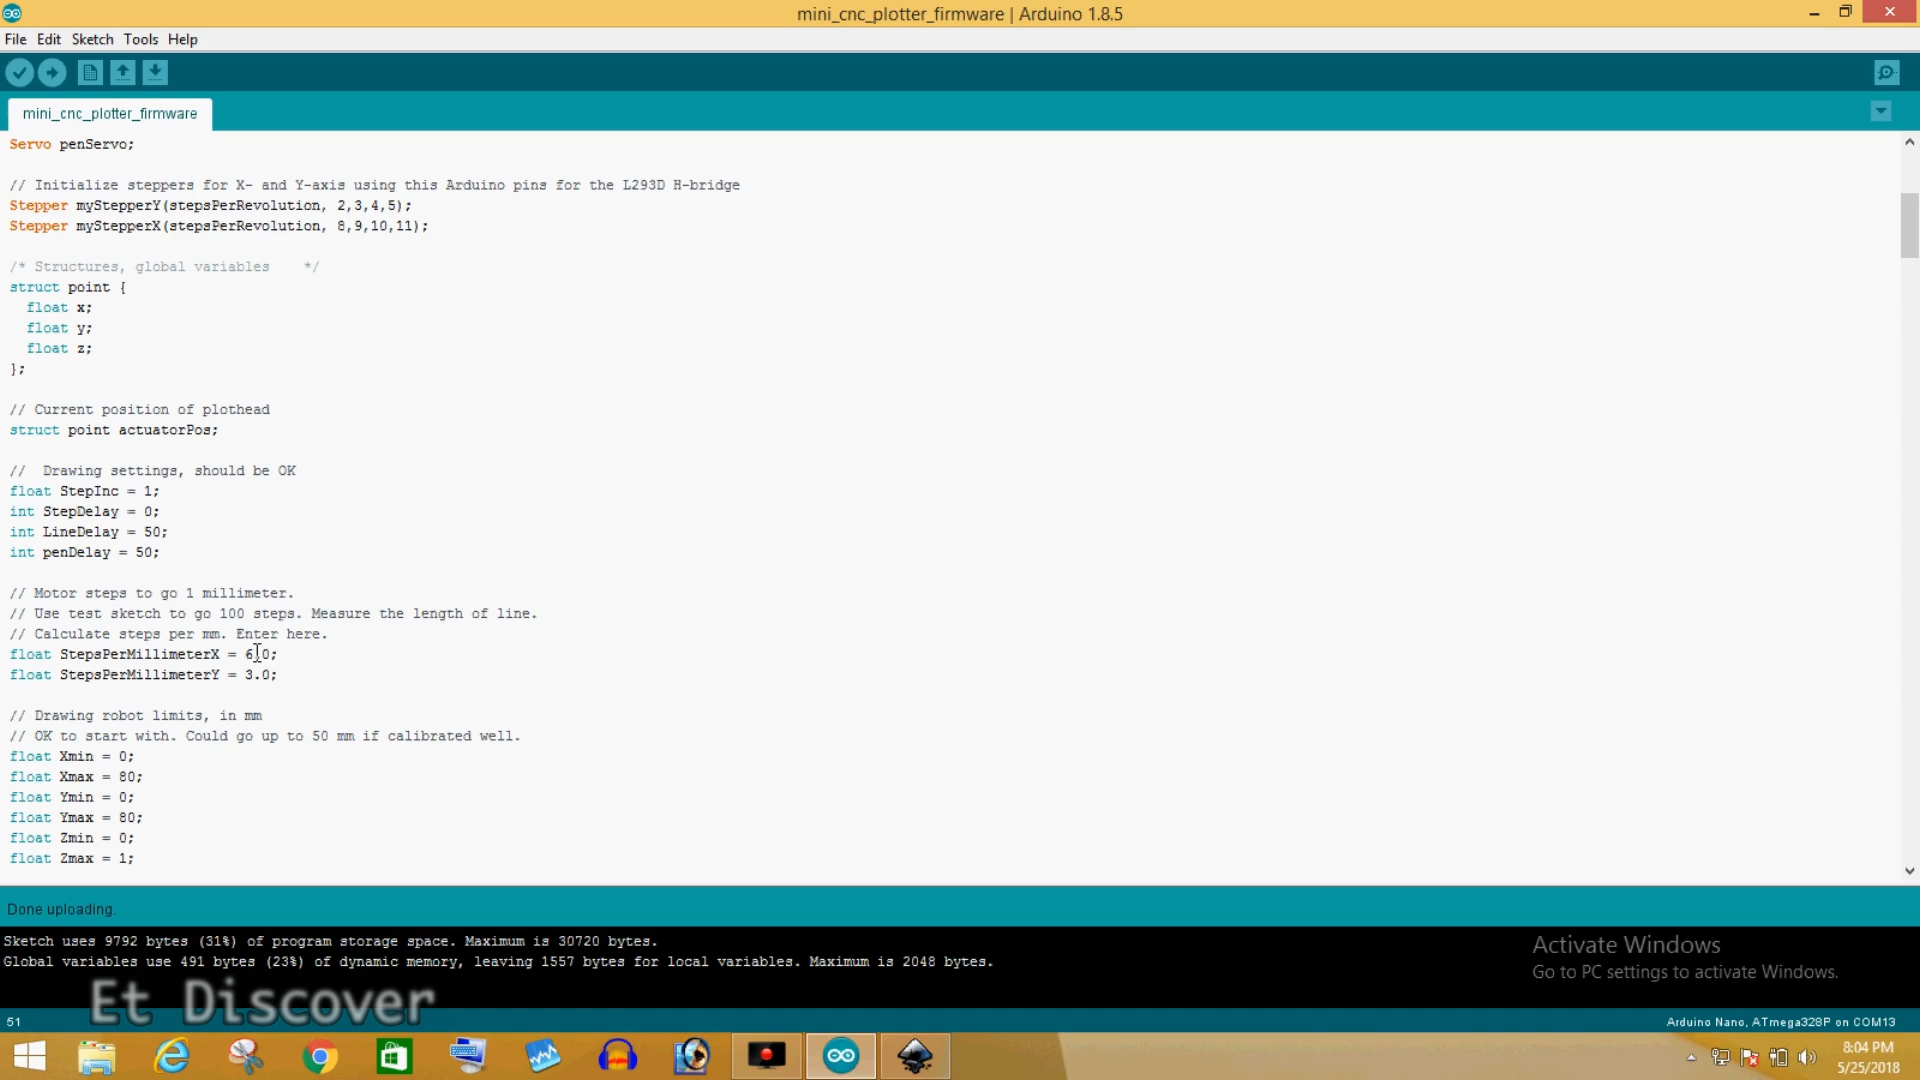 mini_cnc_plotter_firmware | Arduino 1.8.5
File Edit Sketch Tools Help
mini_cnc_plotter_firmware
Servo penServo;
// Initialize steppers for X- and Y-axis using this Arduino pins for the L293D H-bridge
Stepper myStepperY(stepsPerRevolution, 2,3,4,5);
Stepper myStepperX(stepsPerRevolution, 8,9,10,11);
/* Structures, global variables    */
struct point {
  float x;
  float y;
  float z;
};
// Current position of plothead
struct point actuatorPos;
//  Drawing settings, should be OK
float StepInc = 1;
int StepDelay = 0;
int LineDelay = 50;
int penDelay = 50;
// Motor steps to go 1 millimeter.
// Use test sketch to go 100 steps. Measure the length of line.
// Calculate steps per mm. Enter here.
float StepsPerMillimeterX = 6.0;
float StepsPerMillimeterY = 3.0;
// Drawing robot limits, in mm
// OK to start with. Could go up to 50 mm if calibrated well.
float Xmin = 0;
float Xmax = 80;
float Ymin = 0;
float Ymax = 80;
float Zmin = 0;
float Zmax = 1;
Done uploading.
Sketch uses 9792 bytes (31%) of program storage space. Maximum is 30720 bytes.
Global variables use 491 bytes (23%) of dynamic memory, leaving 1557 bytes for local variables. Maximum is 2048 bytes.
Activate Windows
Go to PC settings to activate Windows.
Et Discover
51
Arduino Nano, ATmega328P on COM13
8:04 PM
5/25/2018